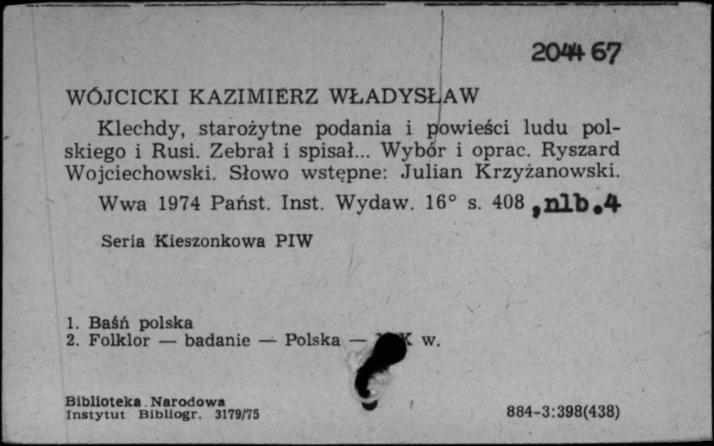 204467
WÓJCICKI KAZIMIERZ WŁADYSŁAW
Klechdy, starożytne podania i powieści ludu pol-
skiego i Rusi. Zebrał i spisał... Wybór i oprac. Ryszard
Wojciechowski. Słowo wstępne: Julian Krzyżanowski.
Wwa 1974 Państ. Inst. Wydaw. 16° s. 408, nlb. 4
Seria Kieszonkowa PIW
1. Baśń polska
2. Folklor — badanie — Polska — w.
Biblioteka Narodowa
Instytut Bibliogr. 3179/75
884-3:398(438)